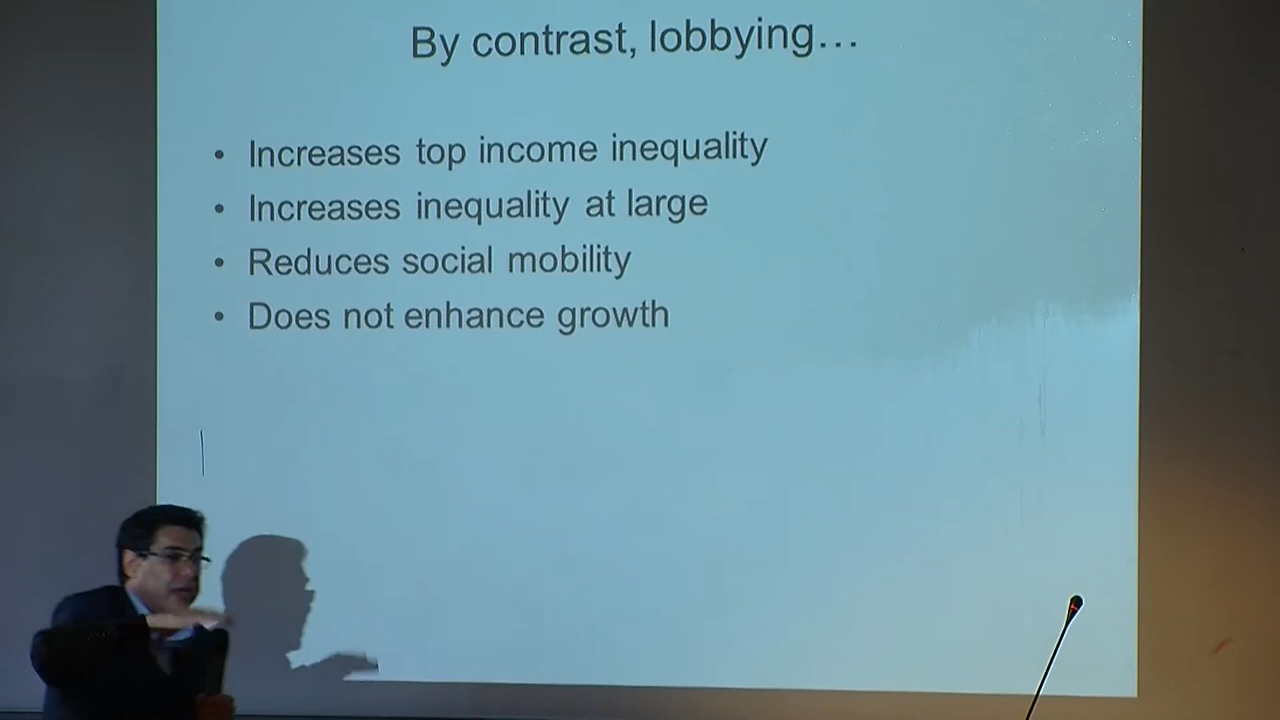 By contrast, lobbying…
• Increases top income inequality
• Increases inequality at large
• Reduces social mobility
• Does not enhance growth